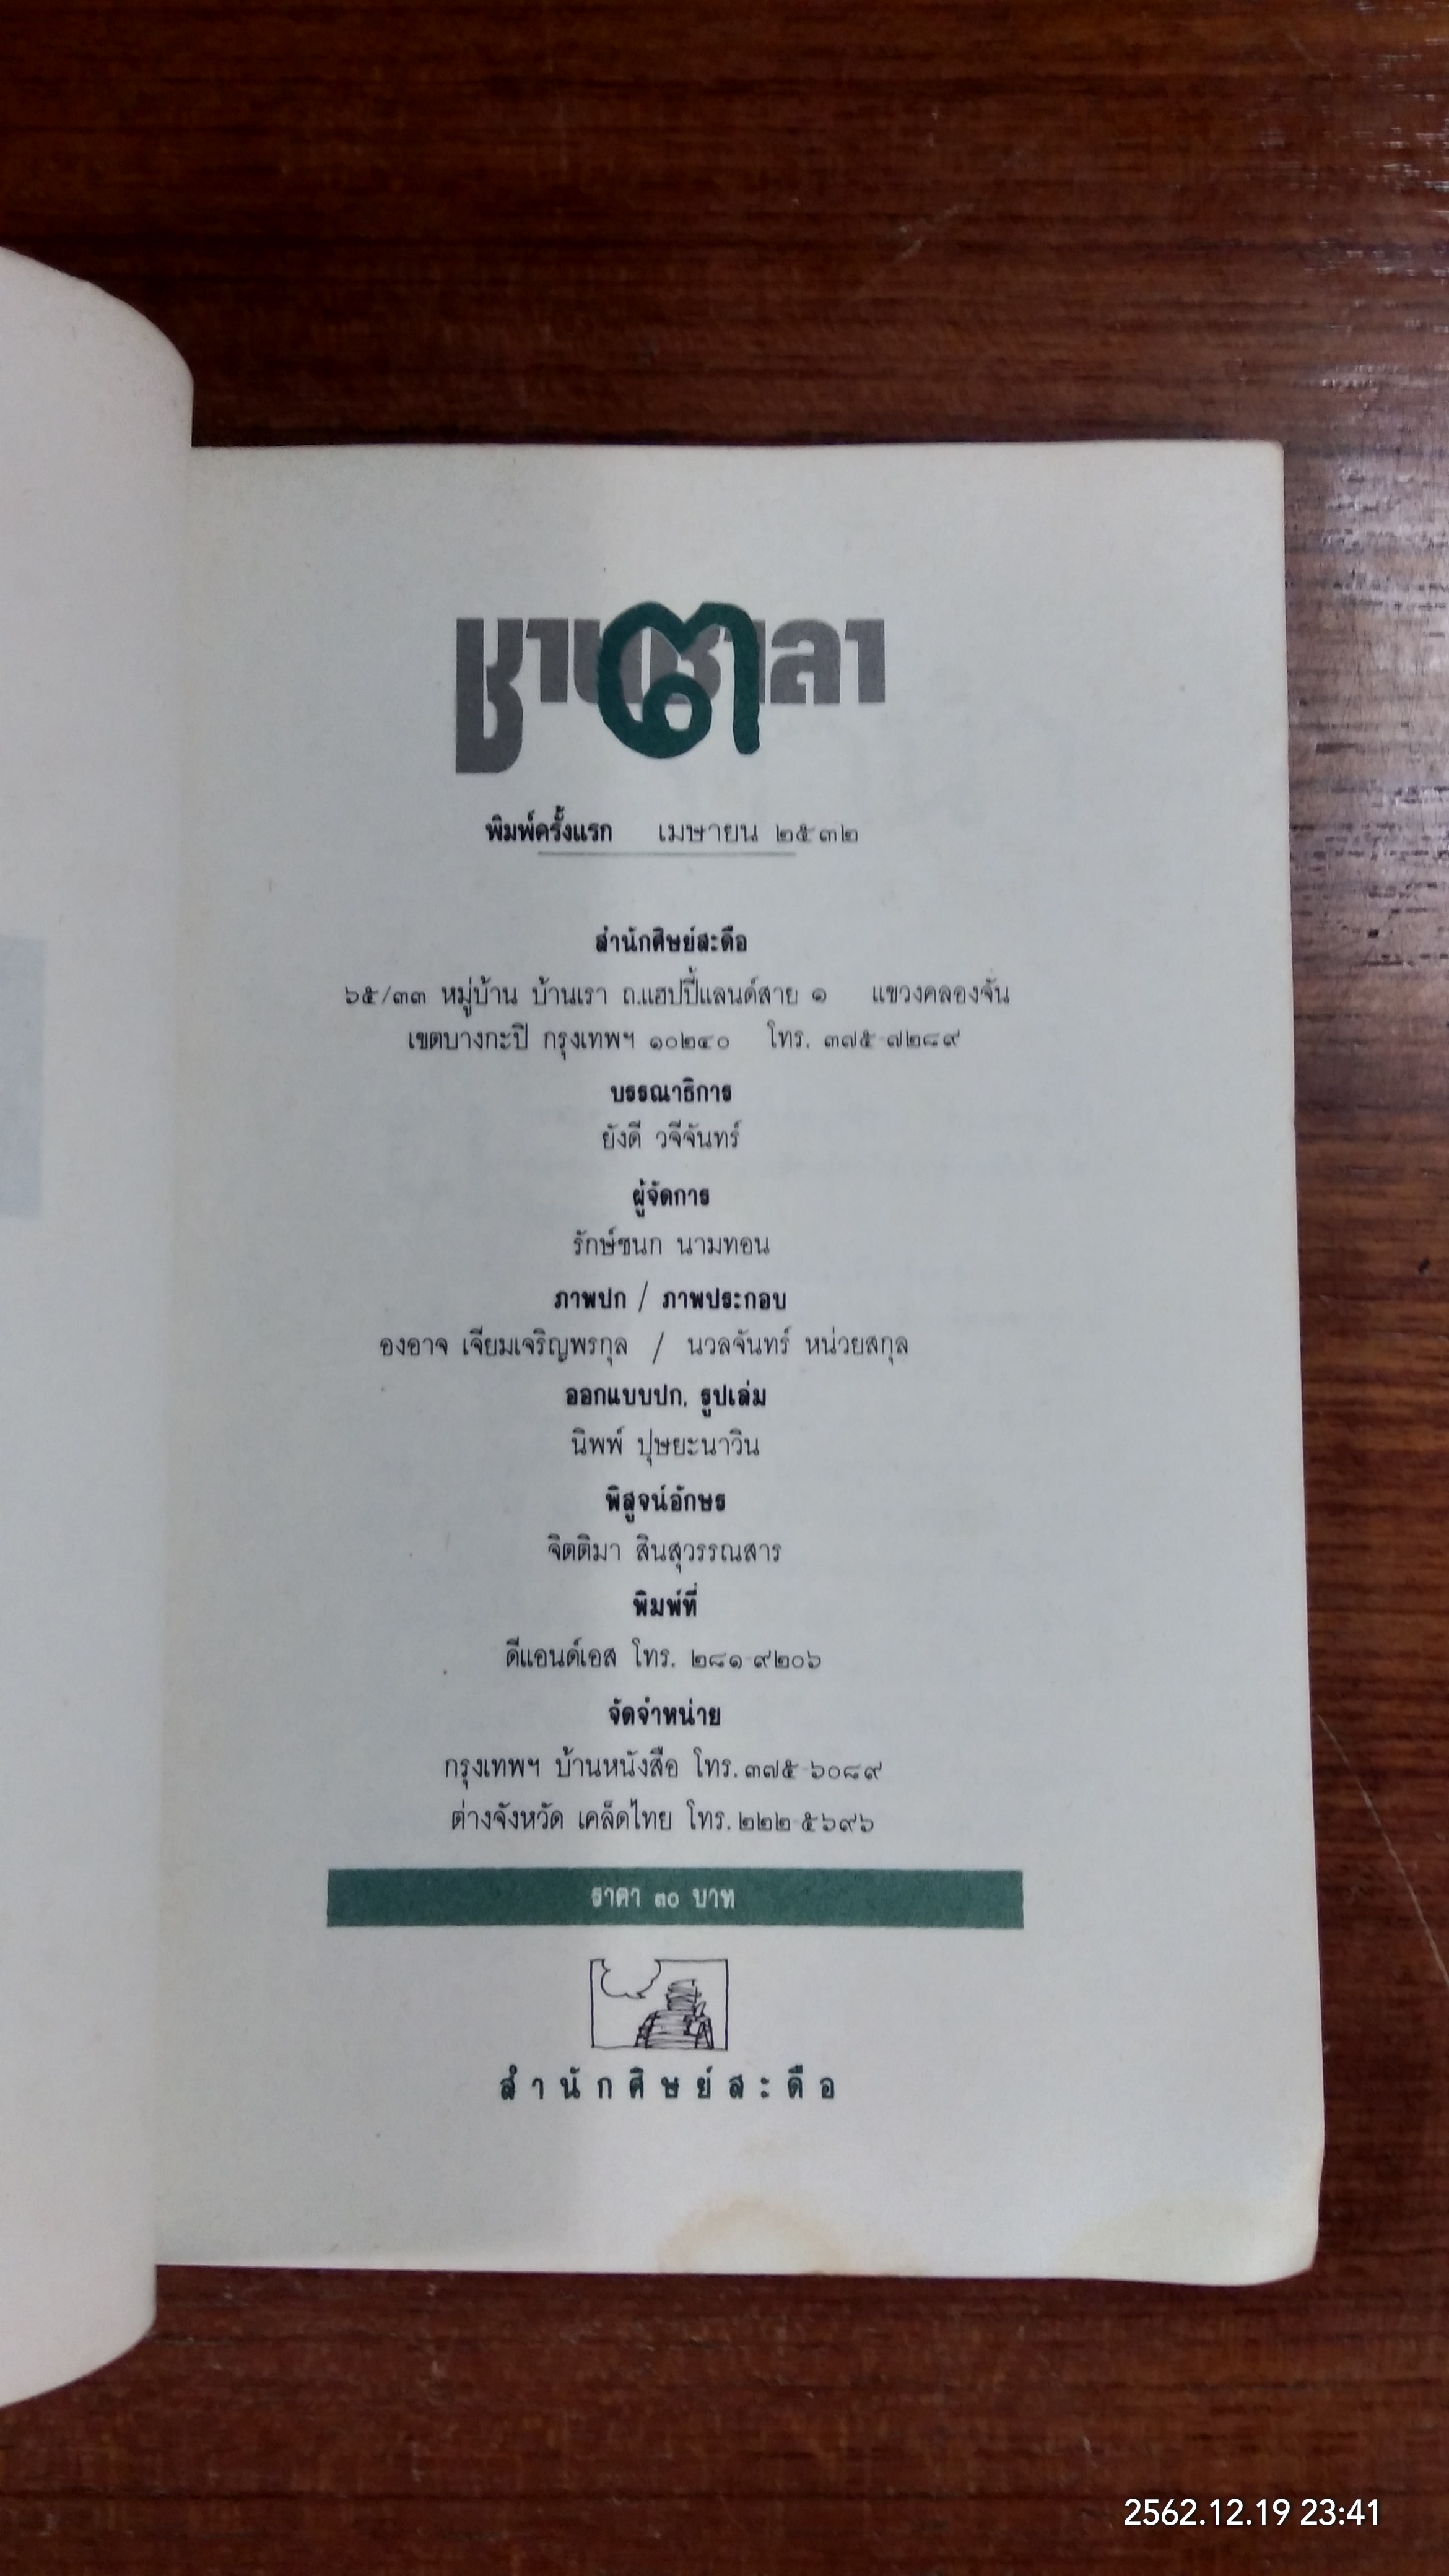 ชานชาลา
๓
พิมพ์ครั้งแรก เมษายน ๒๕๓๒
สำนักศิษย์สะดือ
๖๕/๓๓ หมู่บ้าน บ้านเรา ถ.แฮปปี้แลนด์สาย ๑ แขวงคลองจั่น
เขตบางกะปิ กรุงเทพฯ ๑๐๒๔๐ โทร. ๓๗๕-๗๒๘๙
บรรณาธิการ
ยังดี วจีจันทร์
ผู้จัดการ
รักษ์ชนก นามทอน
ภาพปก / ภาพประกอบ
องอาจ เจียมเจริญพรกุล / นวลจันทร์ หน่วยสกุล
ออกแบบปก, รูปเล่ม
นิพพ์ ปุษยะนาวิน
พิสูจน์อักษร
จิตติมา สินสุวรรณสาร
พิมพ์ที่
ดีแอนด์เอส โทร. ๒๘๑-๙๒๐๖
จัดจำหน่าย
กรุงเทพฯ บ้านหนังสือ โทร.๓๗๕-๖๐๘๙
ต่างจังหวัด เคล็ดไทย โทร.๒๒๒-๕๖๙๖
ราคา ๓๐ บาท
สำนักศิษย์สะดือ
2562.12.19 23:41